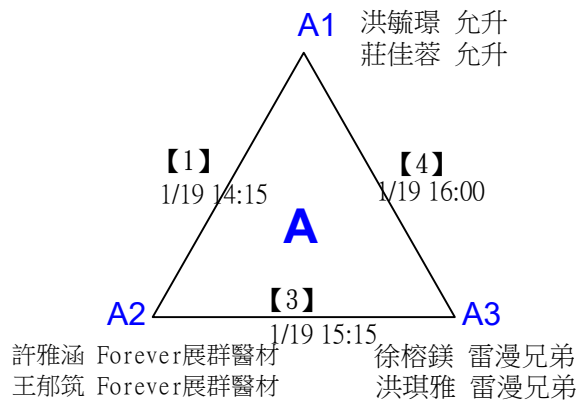 A1
洪毓璟 允升
莊佳蓉 允升
【1】
1/19 14:15
【4】
1/19 16:00
A
【3】
1/19 15:15
A2
A3
許雅涵 Forever展群醫材
王郁筑 Forever展群醫材
徐榕鎂 雷漫兄弟
洪琪雅 雷漫兄弟